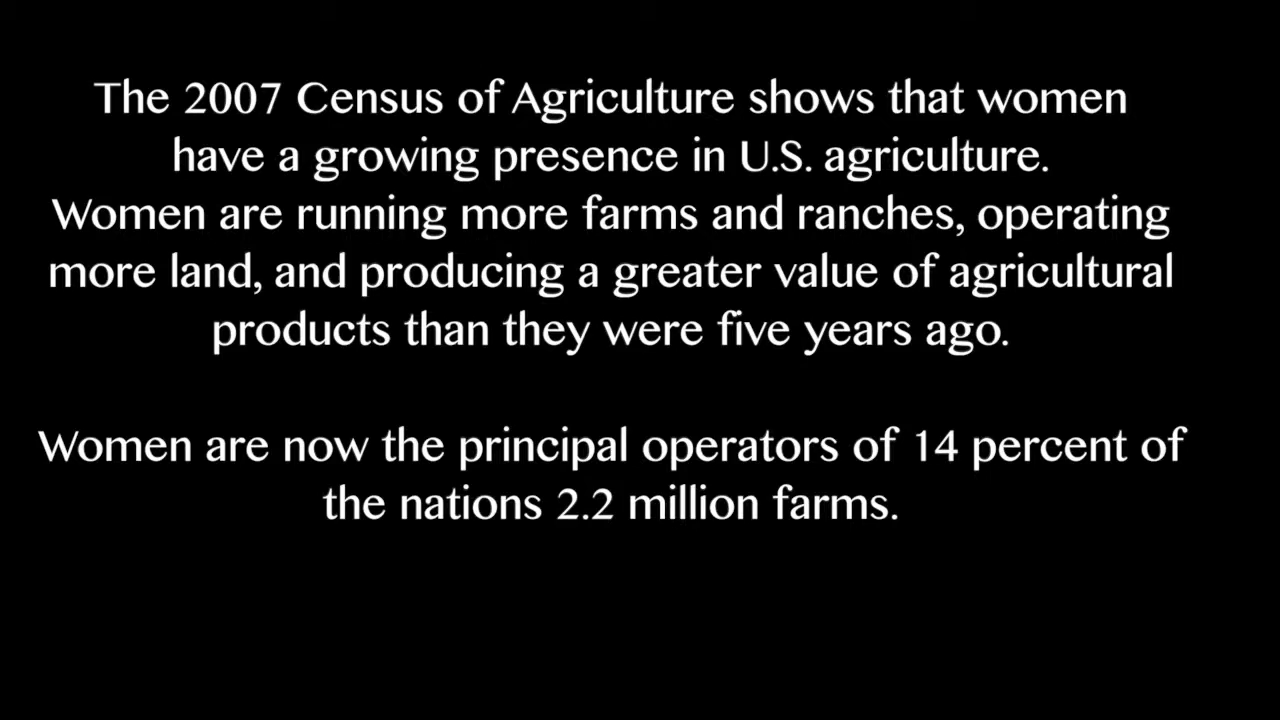 The 2007 Census of Agriculture shows that women
have a growing presence in U.S. agriculture.
Women are running more farms and ranches, operating
more land, and producing a greater value of agricultural
products than they were five years ago.
Women are now the principal operators of 14 percent of
the nations 2.2 million farms.